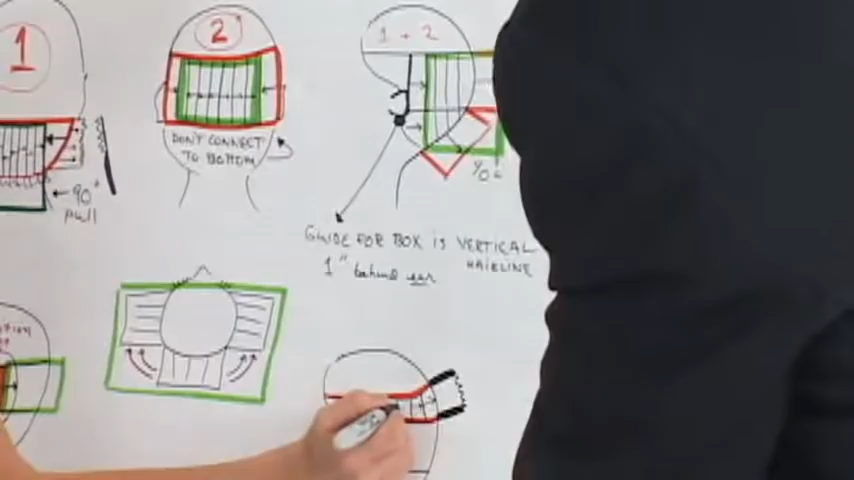 1
2
1 + 2
DON'T CONNECT
TO BOTTOM
90°
pull
GUIDE FOR BOX iS VERTICAL
1" behind ear HAIRLINE